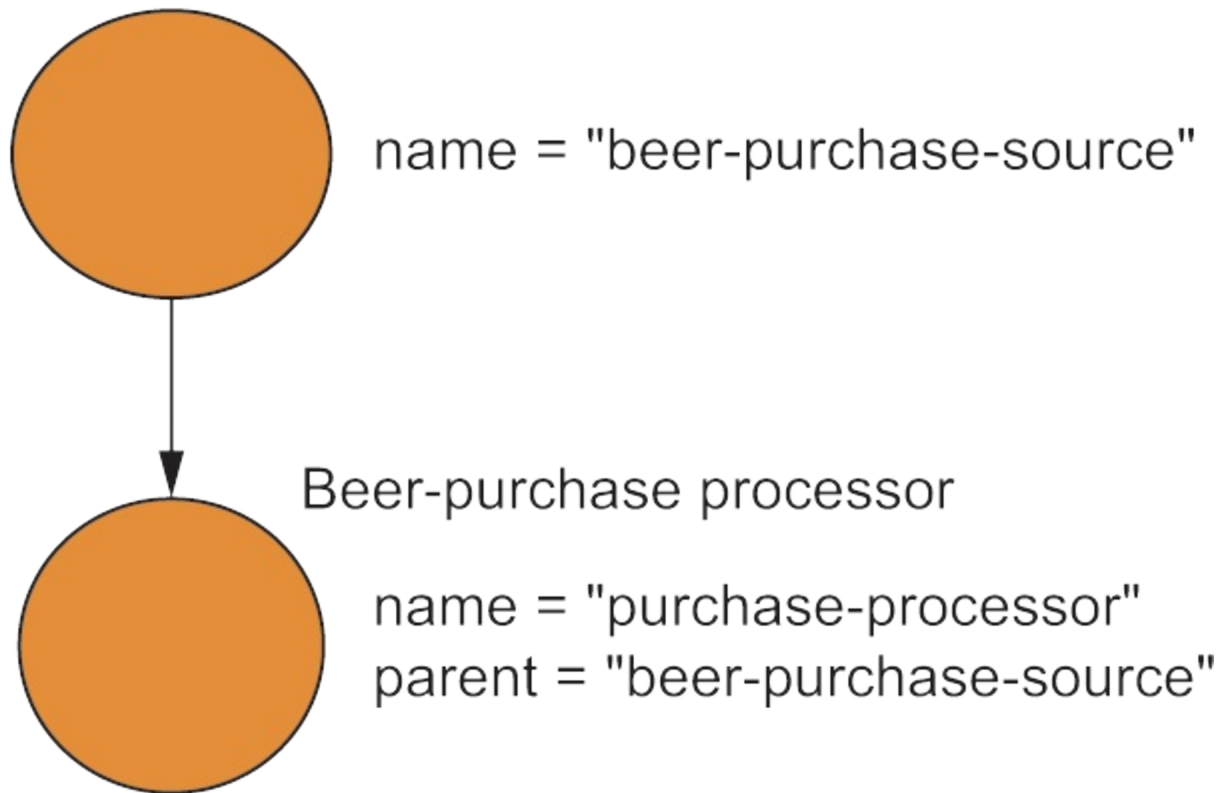 name = "beer-purchase-source"
Beer-purchase processor
name = "purchase-processor"
parent = "beer-purchase-source"